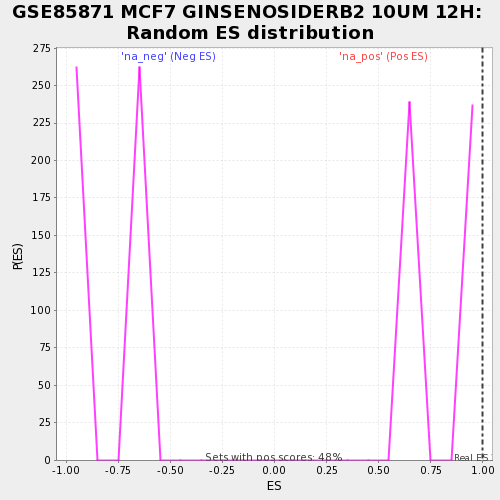 GSE85871 MCF7 GINSENOSIDERB2 10UM 12H:
Random ES distribution
'na_neg' (Neg ES)
'na_pos' (Pos ES)
275
250
225
200
175
150
125
100
75
50
25
0
P(ES)
Sets with pos scores: 48%
Real ES
-1.00 -0.75 -0.50 -0.25 0.00 0.25 0.50 0.75 1.00
ES